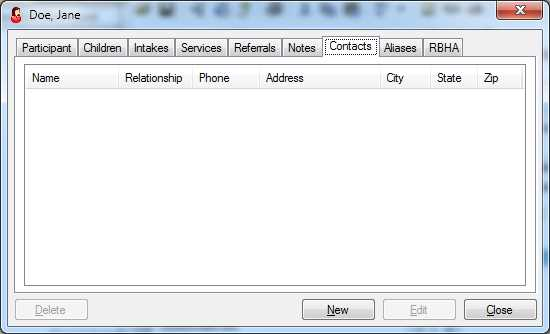 Doe, Jane
Participant Children Intakes Services Referrals Notes Contacts Aliases RBHA
Name Relationship Phone Address City State Zip
Delete New Edit Close